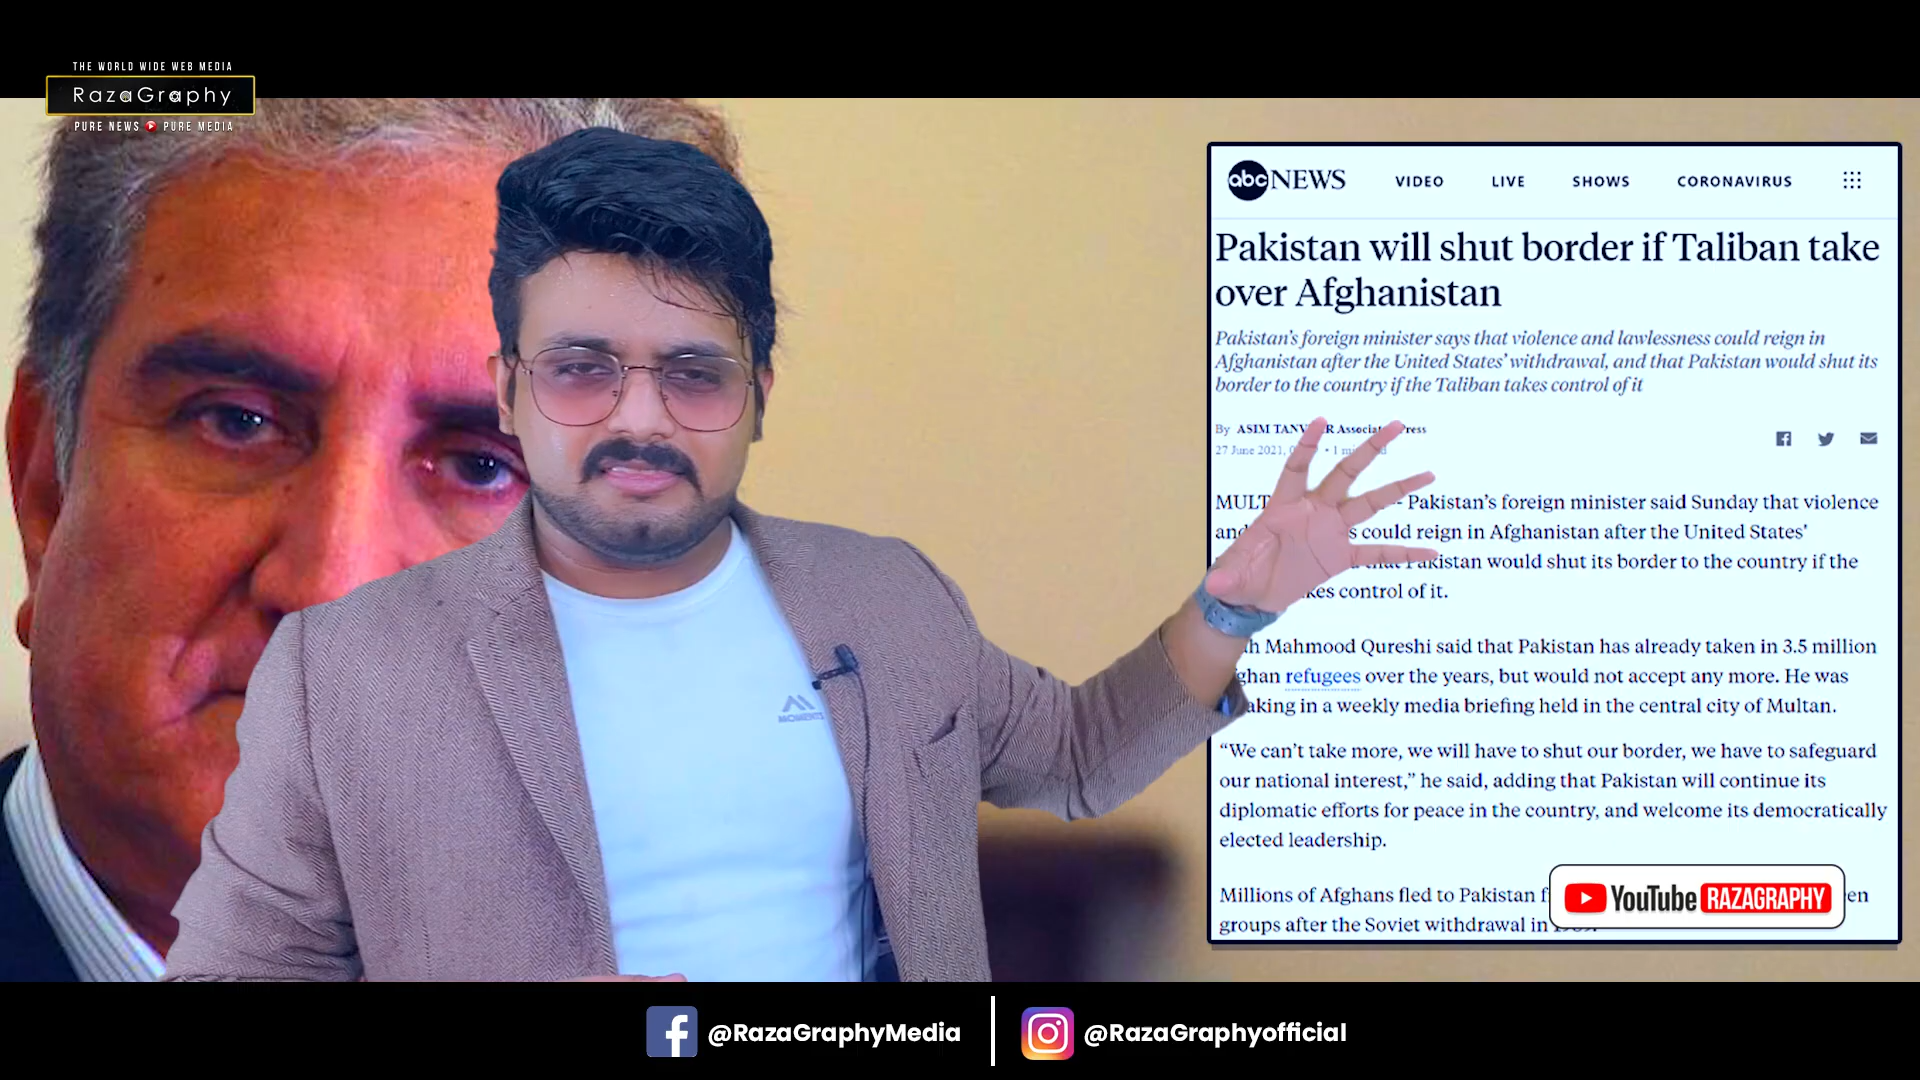 THE WORLD WIDE WEB MEDIA
RazaGraphy
PURE NEWS PURE MEDIA
abc NEWS VIDEO LIVE SHOWS CORONAVIRUS
Pakistan will shut border if Taliban take
over Afghanistan
Pakistan's foreign minister says that violence and lawlessness could reign in
Afghanistan after the United States' withdrawal, and that Pakistan would shut its
border to the country if the Taliban takes control of it
By ASIM
27 June 2021,
Pakistan's foreign minister said Sunday that violence
could reign in Afghanistan after the United States'
would shut its border to the country if the
control of it.
Mahmood Qureshi said that Pakistan has already taken in 3.5 million
refugees over the years, but would not accept any more. He was
in a weekly media briefing held in the central city of Multan.
“We can't take more, we will have to shut our border, we have to safeguard
our national interest,” he said, adding that Pakistan will continue its
diplomatic efforts for peace in the country, and welcome its democratically
elected leadership.
Millions of Afghans fled to Pakistan
groups after the Soviet withdrawal in
YouTube RAZAGRAPHY
MOMENTS
@RazaGraphyMedia
@RazaGraphyofficial